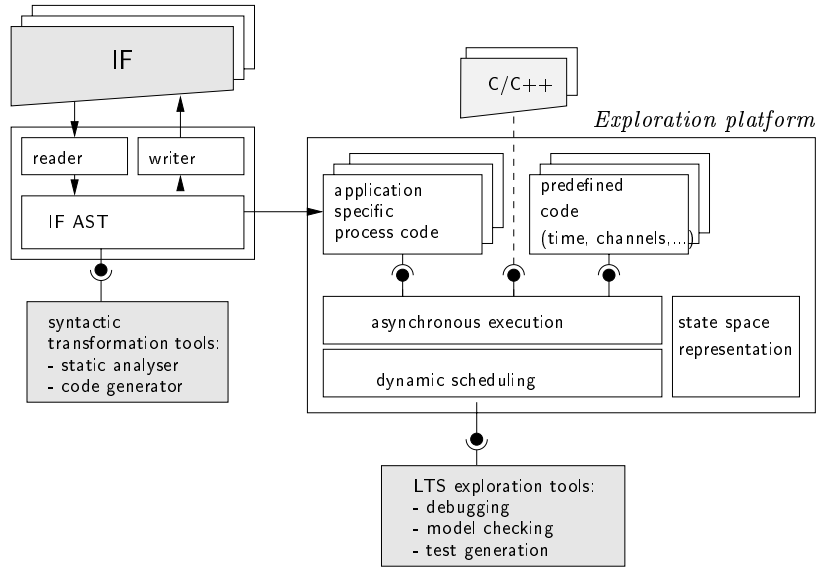 IF
C/C++
Exploration platform
reader
writer
IF AST
application
specific
process code
predefined
code
(time, channels,...)
syntactic
transformation tools:
- static analyser
- code generator
asynchronous execution
dynamic scheduling
state space
representation
LTS exploration tools:
- debugging
- model checking
- test generation